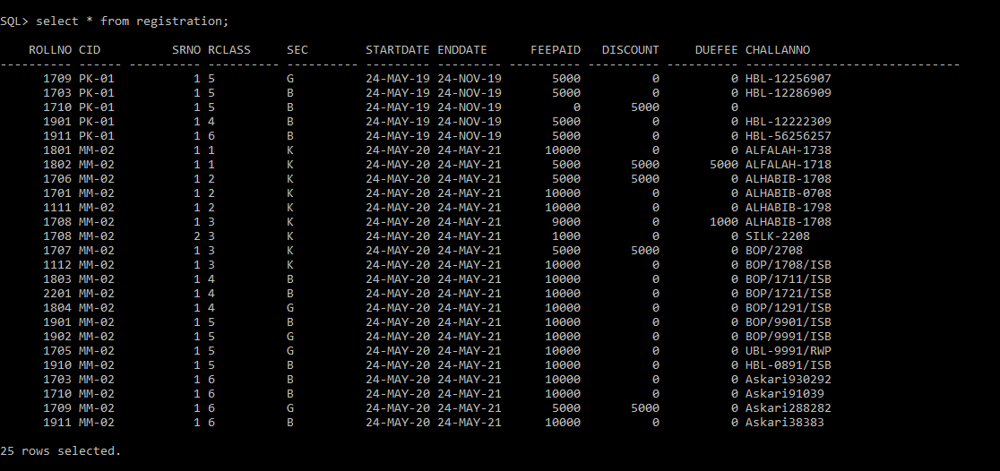 SQL> select * from registration;
    ROLLNO CID          SRNO RCLASS     SEC        STARTDATE ENDDATE      FEEPAID   DISCOUNT     DUEFEE CHALLANNO
---------- ------ ---------- ---------- ---------- --------- --------- ---------- ---------- ---------- ------------------------------
      1709 PK-01           1 5          G          24-MAY-19 24-NOV-19       5000          0          0 HBL-12256907
      1703 PK-01           1 5          B          24-MAY-19 24-NOV-19       5000          0          0 HBL-12286909
      1710 PK-01           1 5          B          24-MAY-19 24-NOV-19          0       5000          0
      1901 PK-01           1 4          B          24-MAY-19 24-NOV-19       5000          0          0 HBL-12222309
      1911 PK-01           1 6          B          24-MAY-19 24-NOV-19       5000          0          0 HBL-56256257
      1801 MM-02           1 1          K          24-MAY-20 24-MAY-21      10000          0          0 ALFALAH-1738
      1802 MM-02           1 1          K          24-MAY-20 24-MAY-21       5000       5000       5000 ALFALAH-1718
      1706 MM-02           1 2          K          24-MAY-20 24-MAY-21       5000       5000          0 ALHABIB-1708
      1701 MM-02           1 2          K          24-MAY-20 24-MAY-21      10000          0          0 ALHABIB-0708
      1111 MM-02           1 2          K          24-MAY-20 24-MAY-21      10000          0          0 ALHABIB-1798
      1708 MM-02           1 3          K          24-MAY-20 24-MAY-21       9000          0       1000 ALHABIB-1708
      1708 MM-02           2 3          K          24-MAY-20 24-MAY-21       1000          0          0 SILK-2208
      1707 MM-02           1 3          K          24-MAY-20 24-MAY-21       5000       5000          0 BOP/2708
      1112 MM-02           1 3          K          24-MAY-20 24-MAY-21      10000          0          0 BOP/1708/ISB
      1803 MM-02           1 4          B          24-MAY-20 24-MAY-21      10000          0          0 BOP/1711/ISB
      2201 MM-02           1 4          B          24-MAY-20 24-MAY-21      10000          0          0 BOP/1721/ISB
      1804 MM-02           1 4          G          24-MAY-20 24-MAY-21      10000          0          0 BOP/1291/ISB
      1901 MM-02           1 5          B          24-MAY-20 24-MAY-21      10000          0          0 BOP/9901/ISB
      1902 MM-02           1 5          G          24-MAY-20 24-MAY-21      10000          0          0 BOP/9991/ISB
      1705 MM-02           1 5          G          24-MAY-20 24-MAY-21      10000          0          0 UBL-9991/RWP
      1910 MM-02           1 5          B          24-MAY-20 24-MAY-21      10000          0          0 HBL-0891/ISB
      1703 MM-02           1 6          B          24-MAY-20 24-MAY-21      10000          0          0 Askari930292
      1710 MM-02           1 6          B          24-MAY-20 24-MAY-21      10000          0          0 Askari91039
      1709 MM-02           1 6          G          24-MAY-20 24-MAY-21       5000       5000          0 Askari288282
      1911 MM-02           1 6          B          24-MAY-20 24-MAY-21      10000          0          0 Askari38383
25 rows selected.